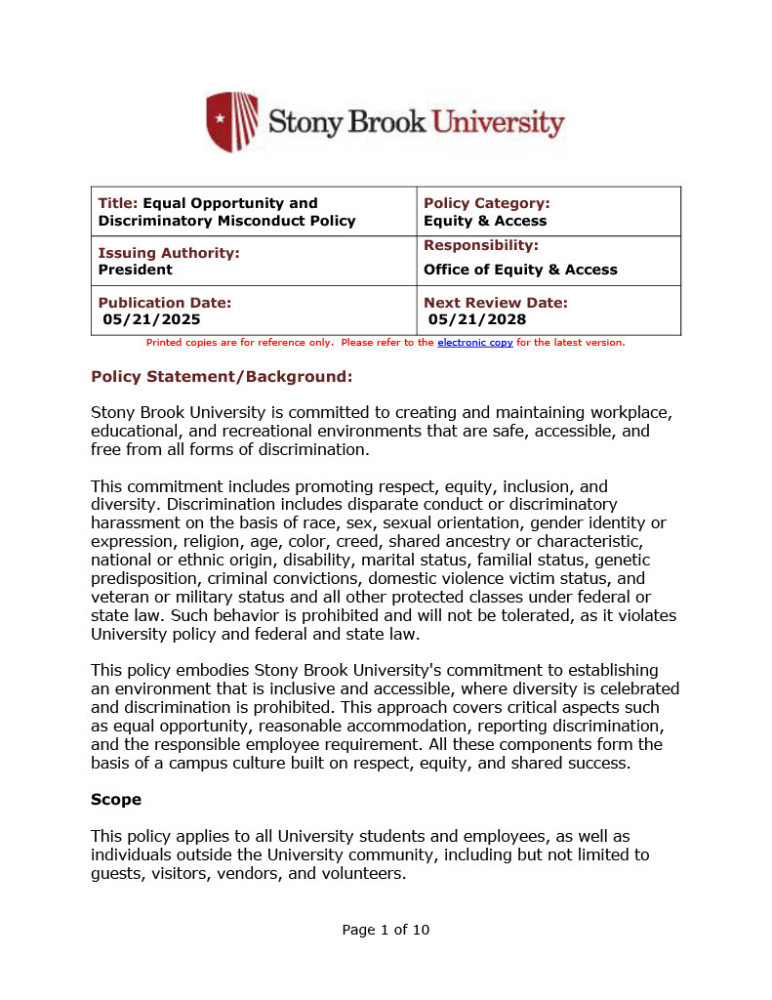 Stony Brook University
Title: Equal Opportunity and
Discriminatory Misconduct Policy
Policy Category:
Equity & Access
Issuing Authority:
President
Responsibility:
Office of Equity & Access
Publication Date:
05/21/2025
Next Review Date:
05/21/2028
Printed copies are for reference only.  Please refer to the electronic copy for the latest version.
Policy Statement/Background:
Stony Brook University is committed to creating and maintaining workplace,
educational, and recreational environments that are safe, accessible, and
free from all forms of discrimination.
This commitment includes promoting respect, equity, inclusion, and
diversity. Discrimination includes disparate conduct or discriminatory
harassment on the basis of race, sex, sexual orientation, gender identity or
expression, religion, age, color, creed, shared ancestry or characteristic,
national or ethnic origin, disability, marital status, familial status, genetic
predisposition, criminal convictions, domestic violence victim status, and
veteran or military status and all other protected classes under federal or
state law. Such behavior is prohibited and will not be tolerated, as it violates
University policy and federal and state law.
This policy embodies Stony Brook University's commitment to establishing
an environment that is inclusive and accessible, where diversity is celebrated
and discrimination is prohibited. This approach covers critical aspects such
as equal opportunity, reasonable accommodation, reporting discrimination,
and the responsible employee requirement. All these components form the
basis of a campus culture built on respect, equity, and shared success.
Scope
This policy applies to all University students and employees, as well as
individuals outside the University community, including but not limited to
guests, visitors, vendors, and volunteers.
Page 1 of 10